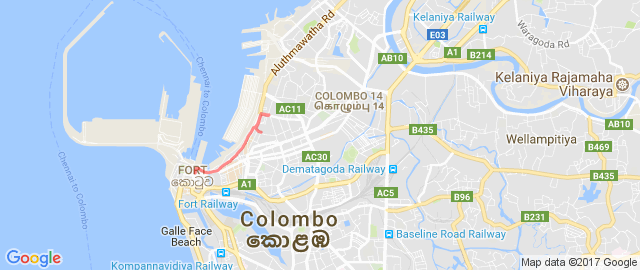 Kelaniya Railway
Waragoda Rd
E03
A1
B214
AB10
Aluthmawatha Rd
Chennai to Colombo
Kelaniya Rajamaha
Viharaya
COLOMBO 14
கொழும்பு 14
AC11
AB10
B435
Wellampitiya
B469
B435
AC30
Dematagoda Railway
FORT
කොටුව
A1
Fort Railway
AC5
B96
B231
Chennai to Colombo
Colombo
කොළඹ
Galle Face
Beach
Baseline Road Railway
Kompannavidiya Railway
Google
Map data ©2017 Google